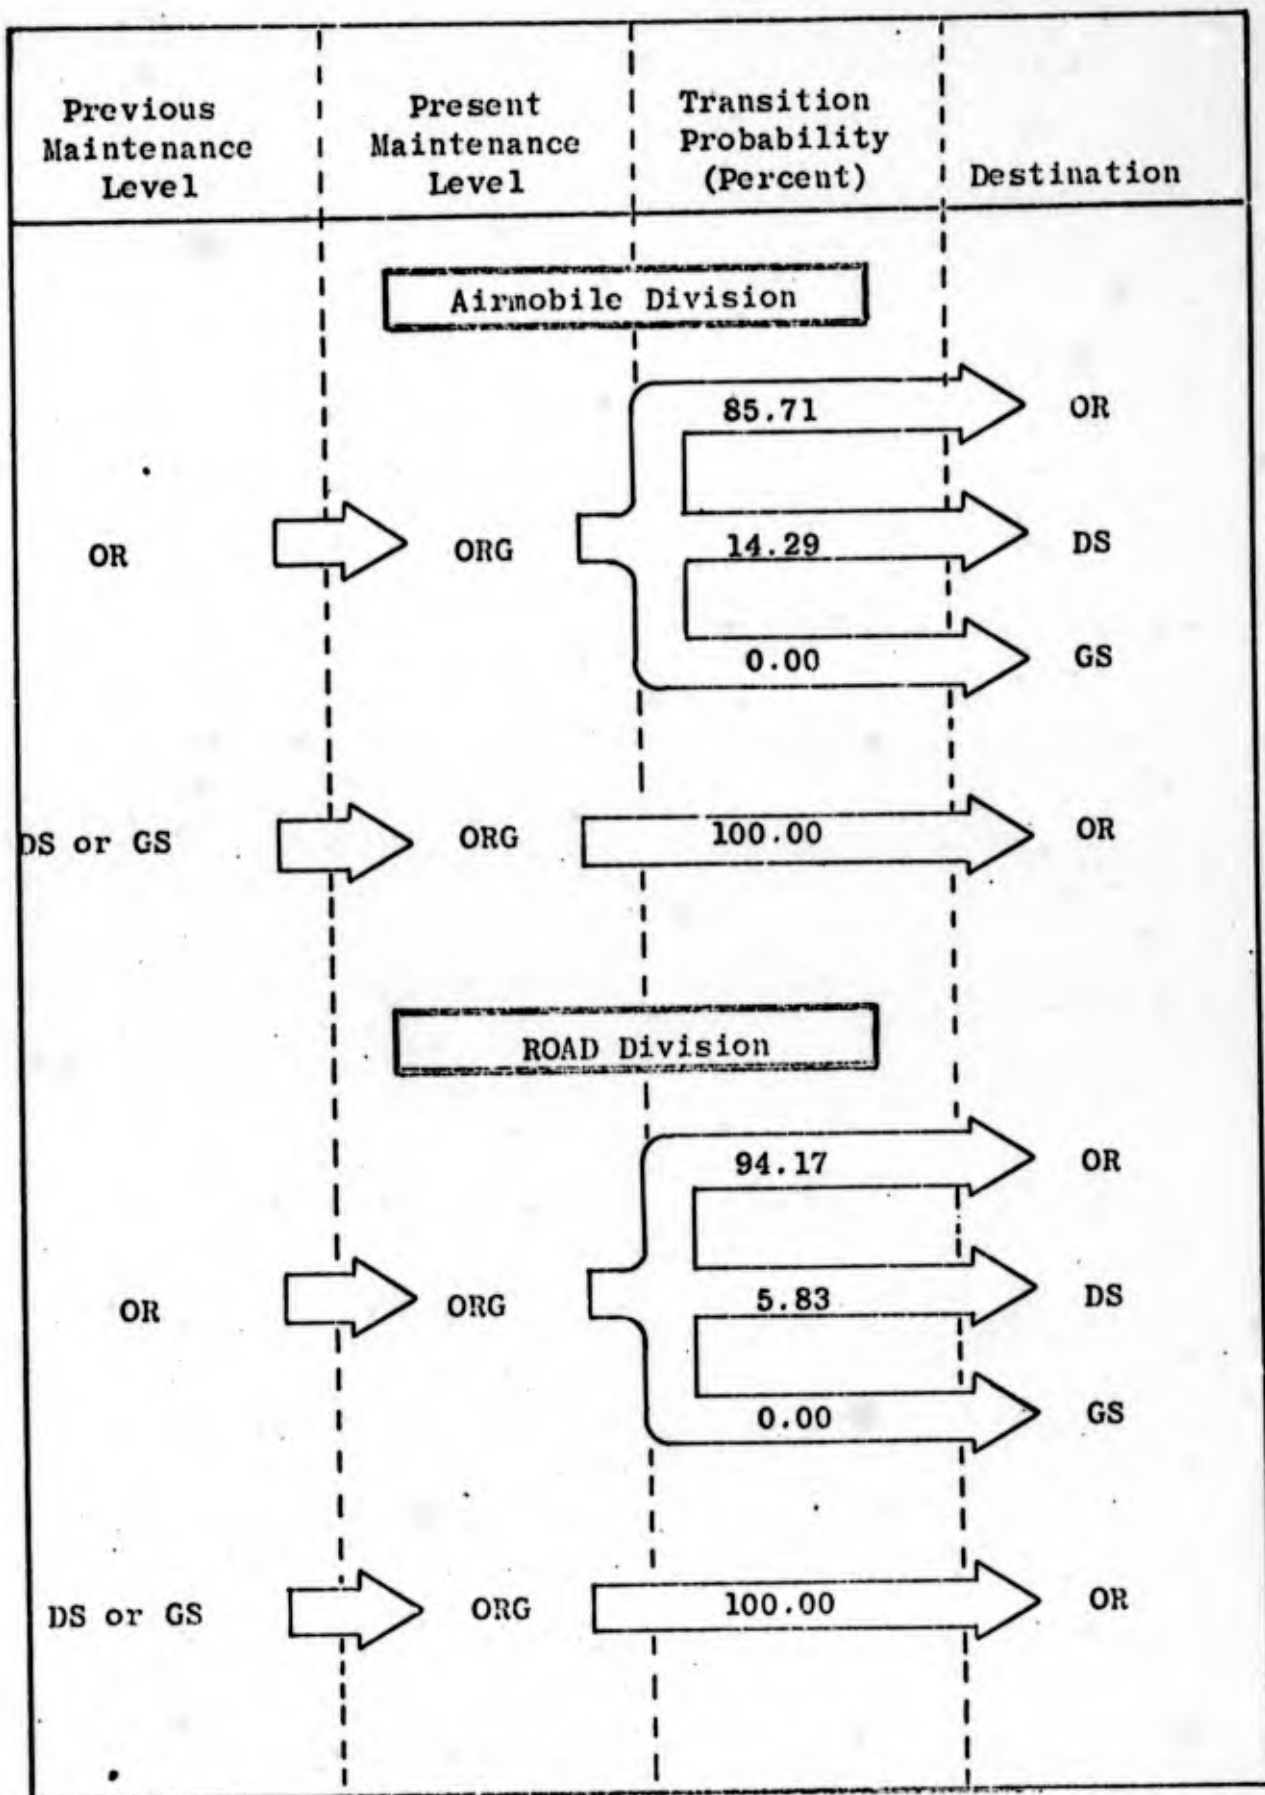 Previous
Maintenance
Level
Present
Maintenance
Level
Transition
Probability
(Percent)
Destination
Airmobile Division
85.71
OR
OR
ORG
14.29
DS
0.00
GS
DS or GS
ORG
100.00
OR
ROAD Division
94.17
OR
OR
ORG
5.83
DS
0.00
GS
DS or GS
ORG
100.00
OR